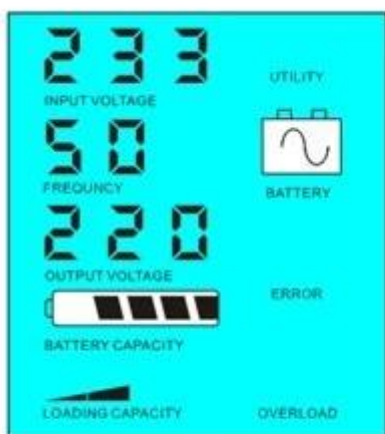 233
INPUT VOLTAGE
UTILITY
50
FREQUNCY
BATTERY
220
OUTPUT VOLTAGE
ERROR
BATTERY CAPACITY
LOADING CAPACITY
OVERLOAD